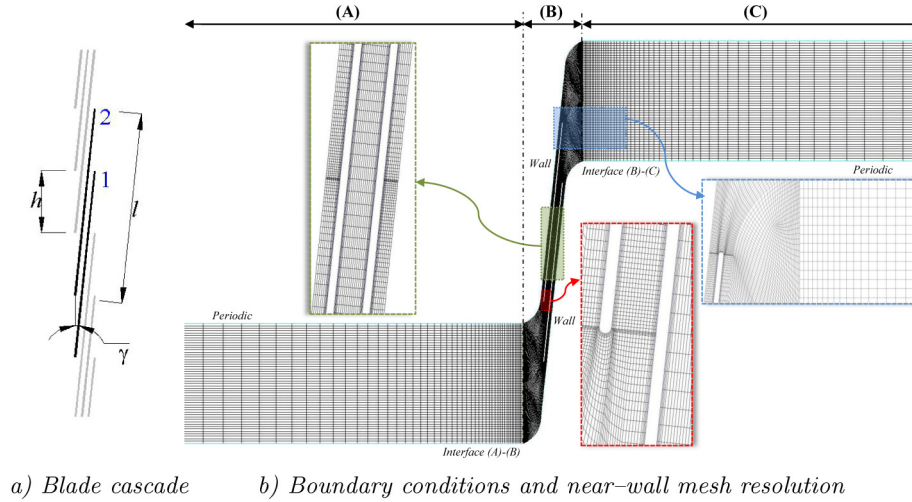 (A)
(B)
(C)
2
1
h
l
γ
Wall
Interface (B)-(C)
Periodic
Periodic
Wall
Interface (A)-(B)
a) Blade cascade
b) Boundary conditions and near–wall mesh resolution